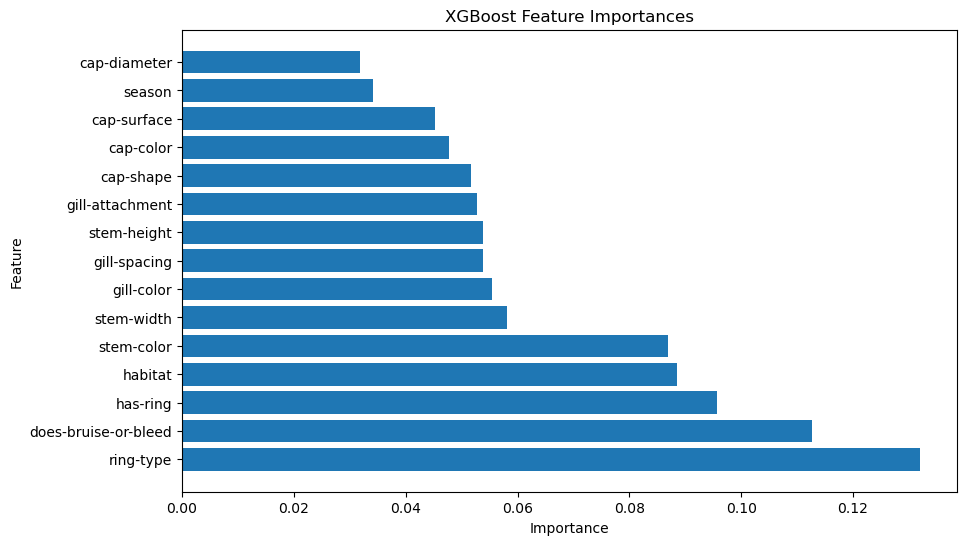 XGBoost Feature Importances
cap-diameter
season
cap-surface
cap-color
cap-shape
gill-attachment
stem-height
gill-spacing
gill-color
stem-width
stem-color
habitat
has-ring
does-bruise-or-bleed
ring-type
Feature
0.00 0.02 0.04 0.06 0.08 0.10 0.12
Importance